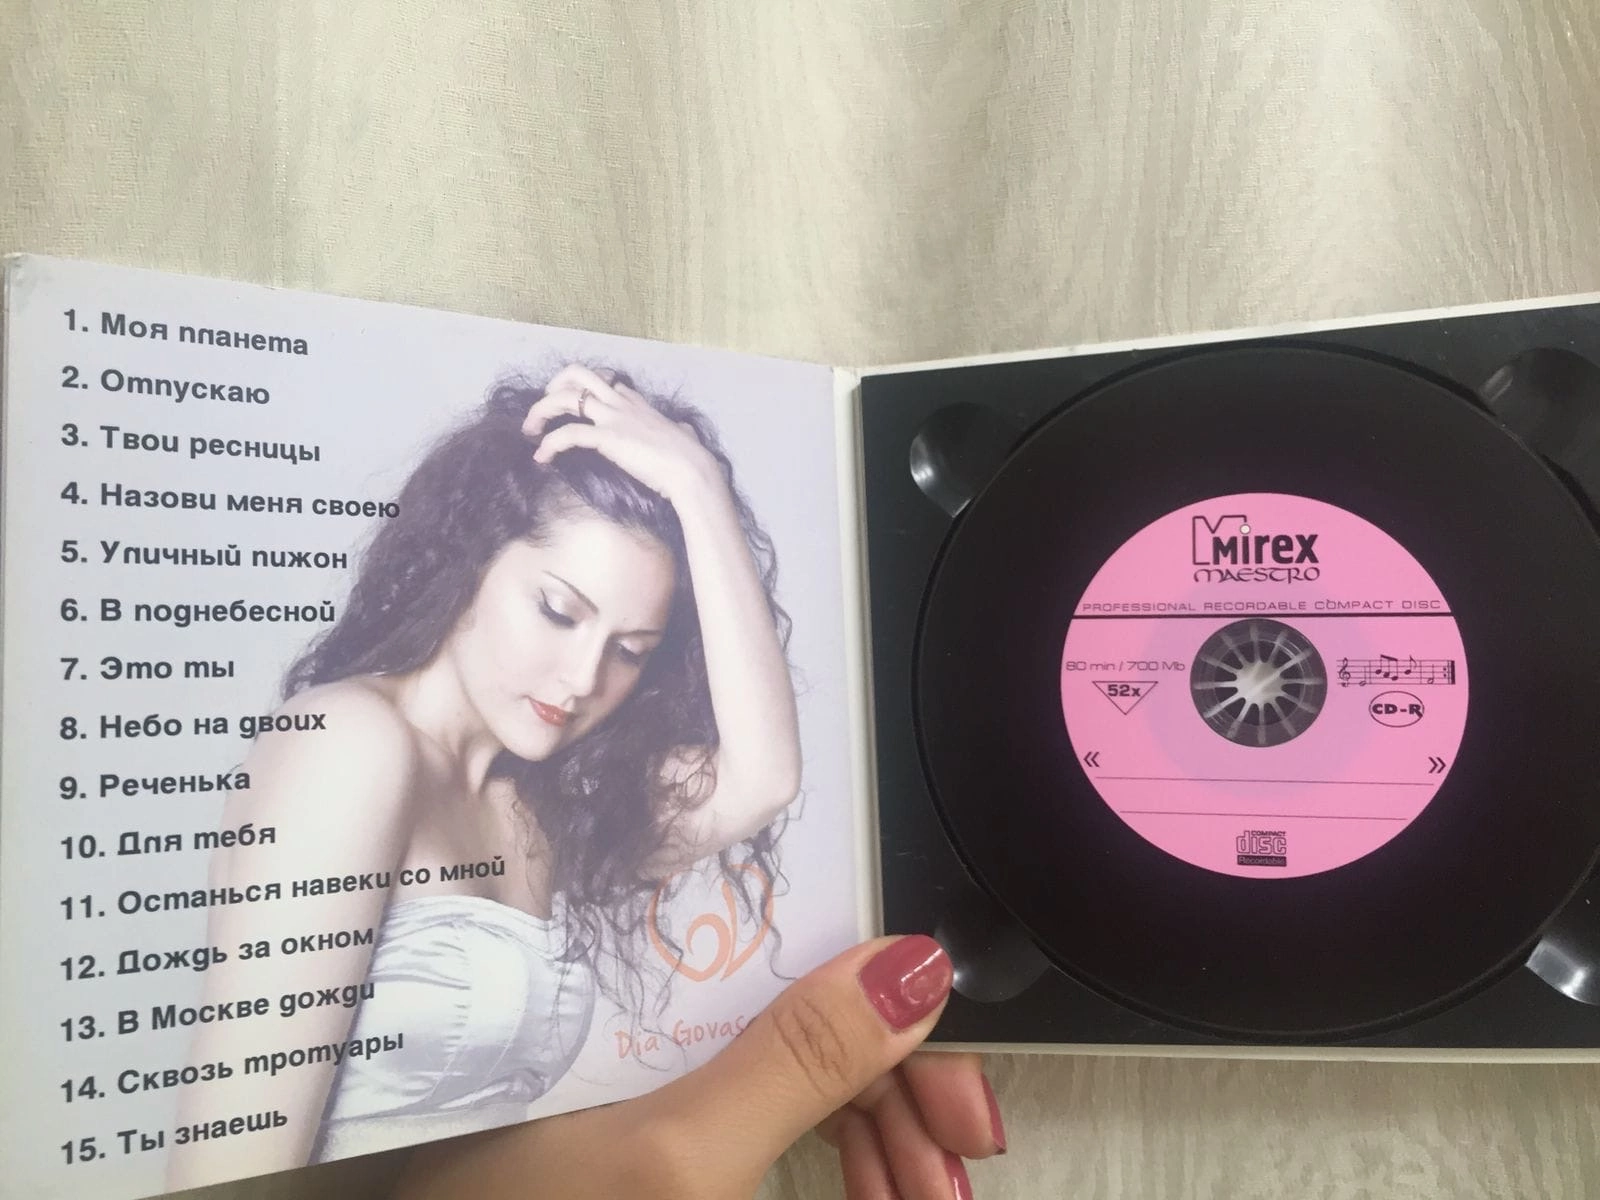 1. Моя планета
2. Отпускаю
3. Твои ресницы
4. Назови меня своею
5. Уличный пижон
6. В поднебесной
7. Это ты
8. Небо на двоих
9. Реченька
10. Для тебя
11. Останься навеки со мной
12. Дождь за окном
13. В Москве дожди
14. Сквозь тротуары
15. Ты знаешь
Dia
Mirex
MAESTRO
PROFESSIONAL RECORDABLE COMPACT DISC
80 min / 700 Mb
52x
CD-R
« »
COMPACT
disc
Recordable